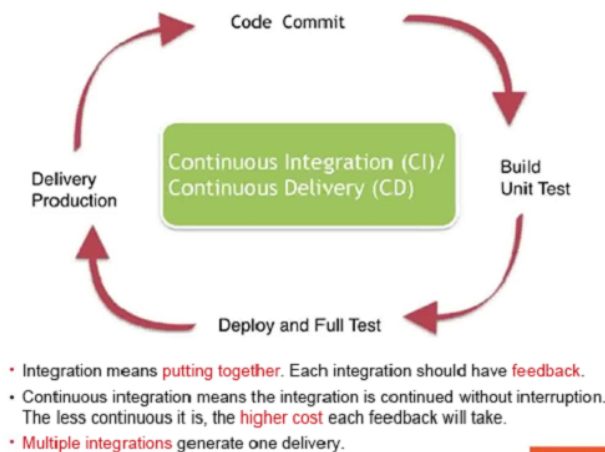 Code Commit
Continuous Integration (CI)/
Continuous Delivery (CD)
Build
Unit Test
Delivery
Production
Deploy and Full Test
• Integration means putting together. Each integration should have feedback.
• Continuous integration means the integration is continued without interruption.
The less continuous it is, the higher cost each feedback will take.
• Multiple integrations generate one delivery.